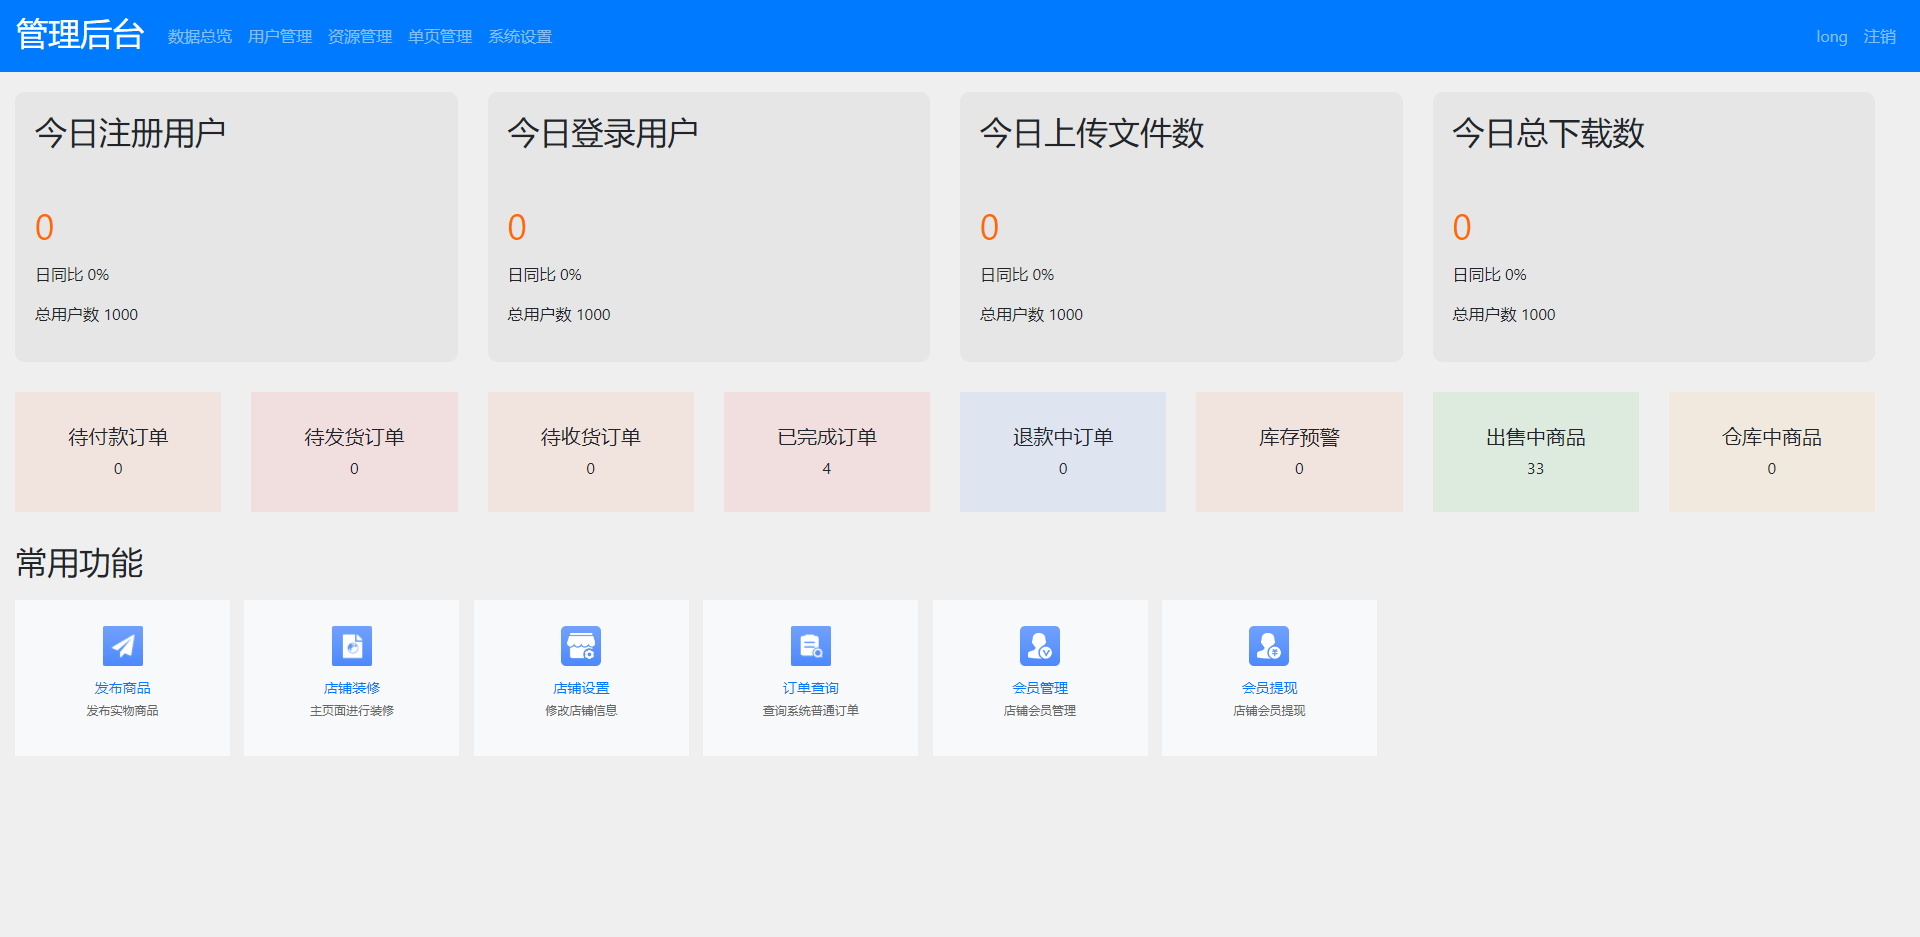 管理后台 数据总览 用户管理 资源管理 单页管理 系统设置 long 注销
今日注册用户
0
日同比 0%
总用户数 1000
今日登录用户
0
日同比 0%
总用户数 1000
今日上传文件数
0
日同比 0%
总用户数 1000
今日总下载数
0
日同比 0%
总用户数 1000
待付款订单
0
待发货订单
0
待收货订单
0
已完成订单
4
退款中订单
0
库存预警
0
出售中商品
33
仓库中商品
0
常用功能
发布商品
发布实物商品
店铺装修
主页面进行装修
店铺设置
修改店铺信息
订单查询
查询系统普通订单
会员管理
店铺会员管理
会员提现
店铺会员提现